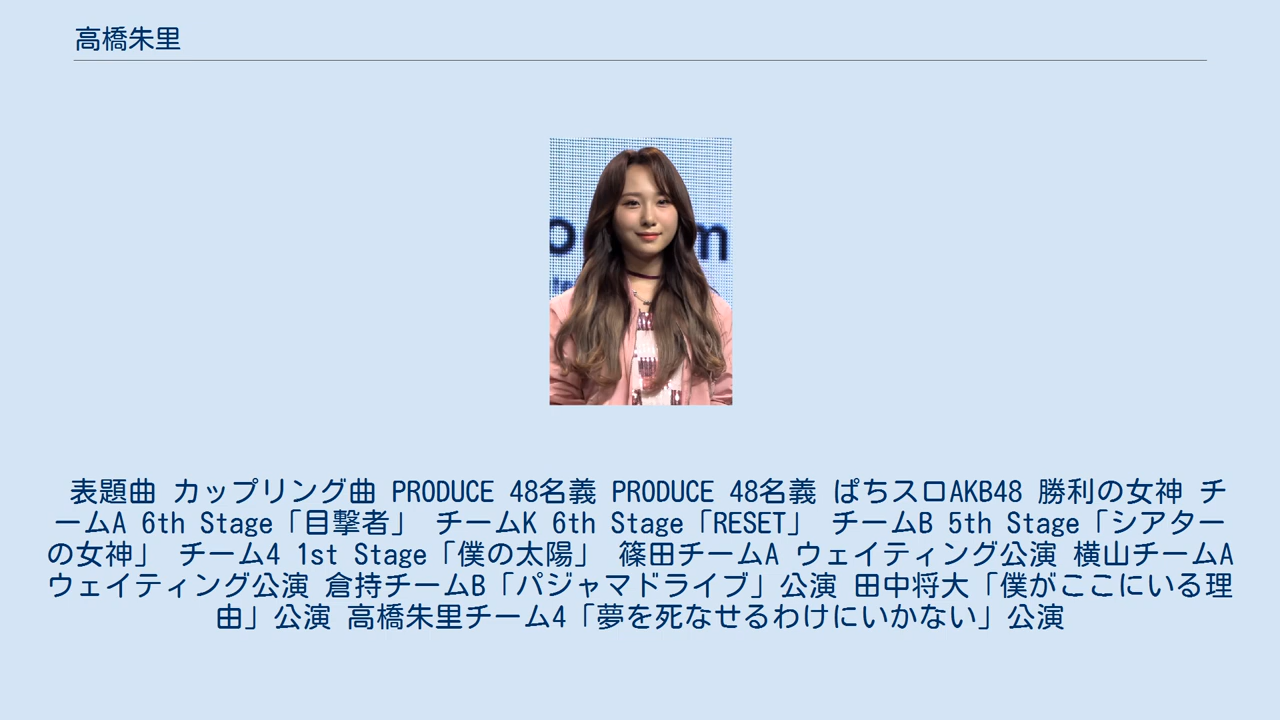 高橋朱里
表題曲 カップリング曲 PRODUCE 48名義 PRODUCE 48名義 ぱちスロAKB48 勝利の女神 チ
ームA 6th Stage「目撃者」 チームK 6th Stage「RESET」 チームB 5th Stage「シアター
の女神」 チーム4 1st Stage「僕の太陽」 篠田チームA ウェイティング公演 横山チームA
ウェイティング公演 倉持チームB「パジャマドライブ」公演 田中将大「僕がここにいる理
由」公演 高橋朱里チーム4「夢を死なせるわけにいかない」公演